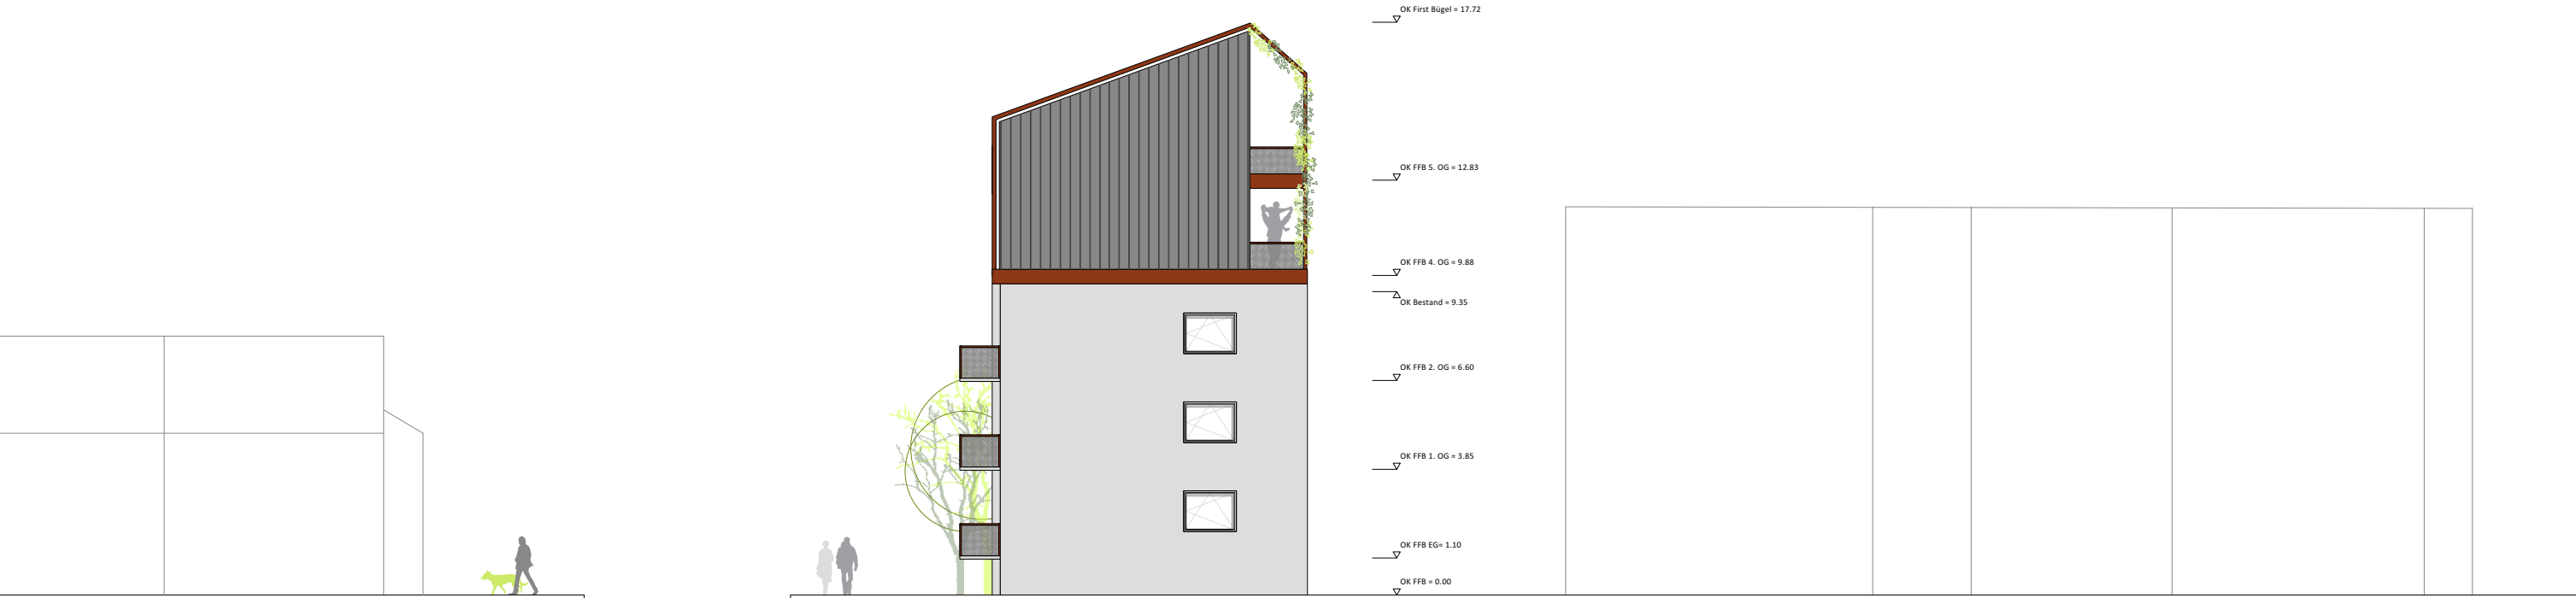 OK First Bügel = 17.72
OK FFB 5. OG = 12.83
OK FFB 4. OG = 9.88
OK Bestand = 9.35
OK FFB 2. OG = 6.60
OK FFB 1. OG = 3.85
OK FFB EG= 1.10
OK FFB = 0.00